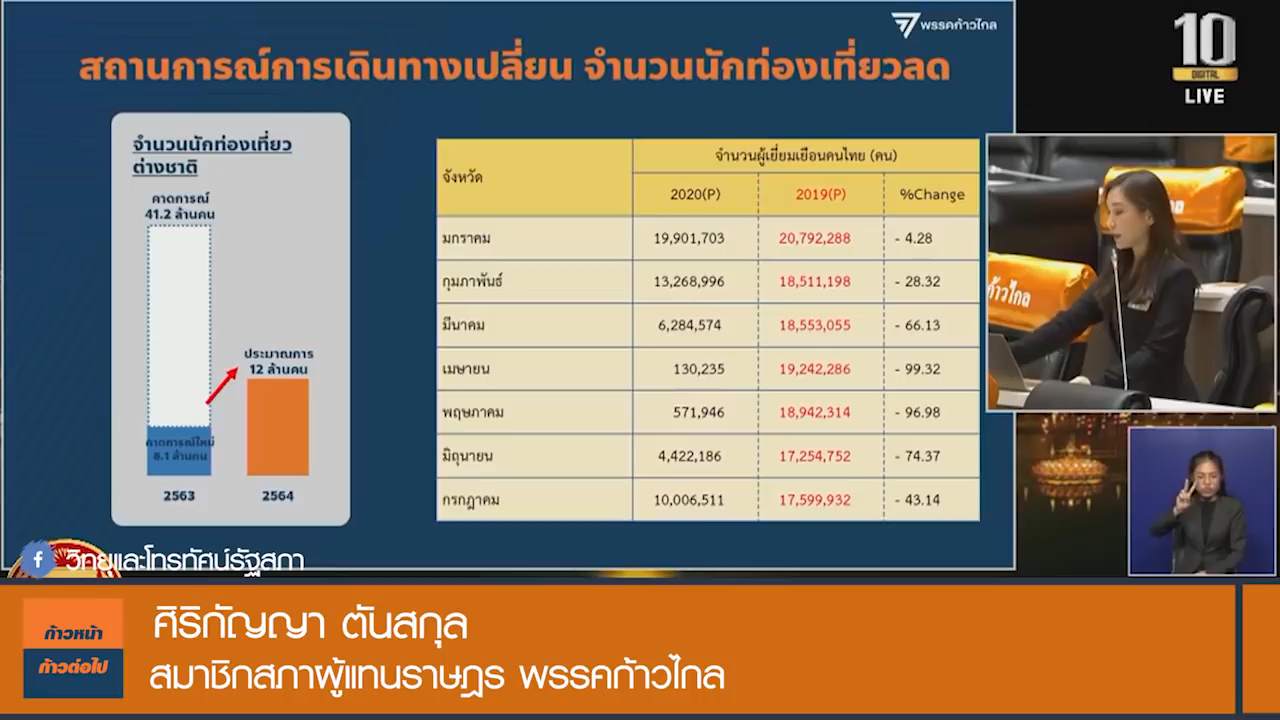 พรรคก้าวไกล
10
DIGITAL
LIVE
สถานการณ์การเดินทางเปลี่ยน จำนวนนักท่องเที่ยวลด
จำนวนนักท่องเที่ยว
ต่างชาติ
คาดการณ์
41.2 ล้านคน
ประมาณการ
12 ล้านคน
คาดการณ์ใหม่
8.1 ล้านคน
2563 2564
จังหวัด จำนวนผู้เยี่ยมเยือนคนไทย (คน)
2020(P) 2019(P) %Change
มกราคม 19,901,703 20,792,288 - 4.28
กุมภาพันธ์ 13,268,996 18,511,198 - 28.32
มีนาคม 6,284,574 18,553,055 - 66.13
เมษายน 130,235 19,242,286 - 99.32
พฤษภาคม 571,946 18,942,314 - 96.98
มิถุนายน 4,422,186 17,254,752 - 74.37
กรกฎาคม 10,006,511 17,599,932 - 43.14
ก้าวไกล
f วิทยุและโทรทัศน์รัฐสภา
ก้าวหน้า
ก้าวต่อไป
ศิริกัญญา ตันสกุล
สมาชิกสภาผู้แทนราษฎร พรรคก้าวไกล